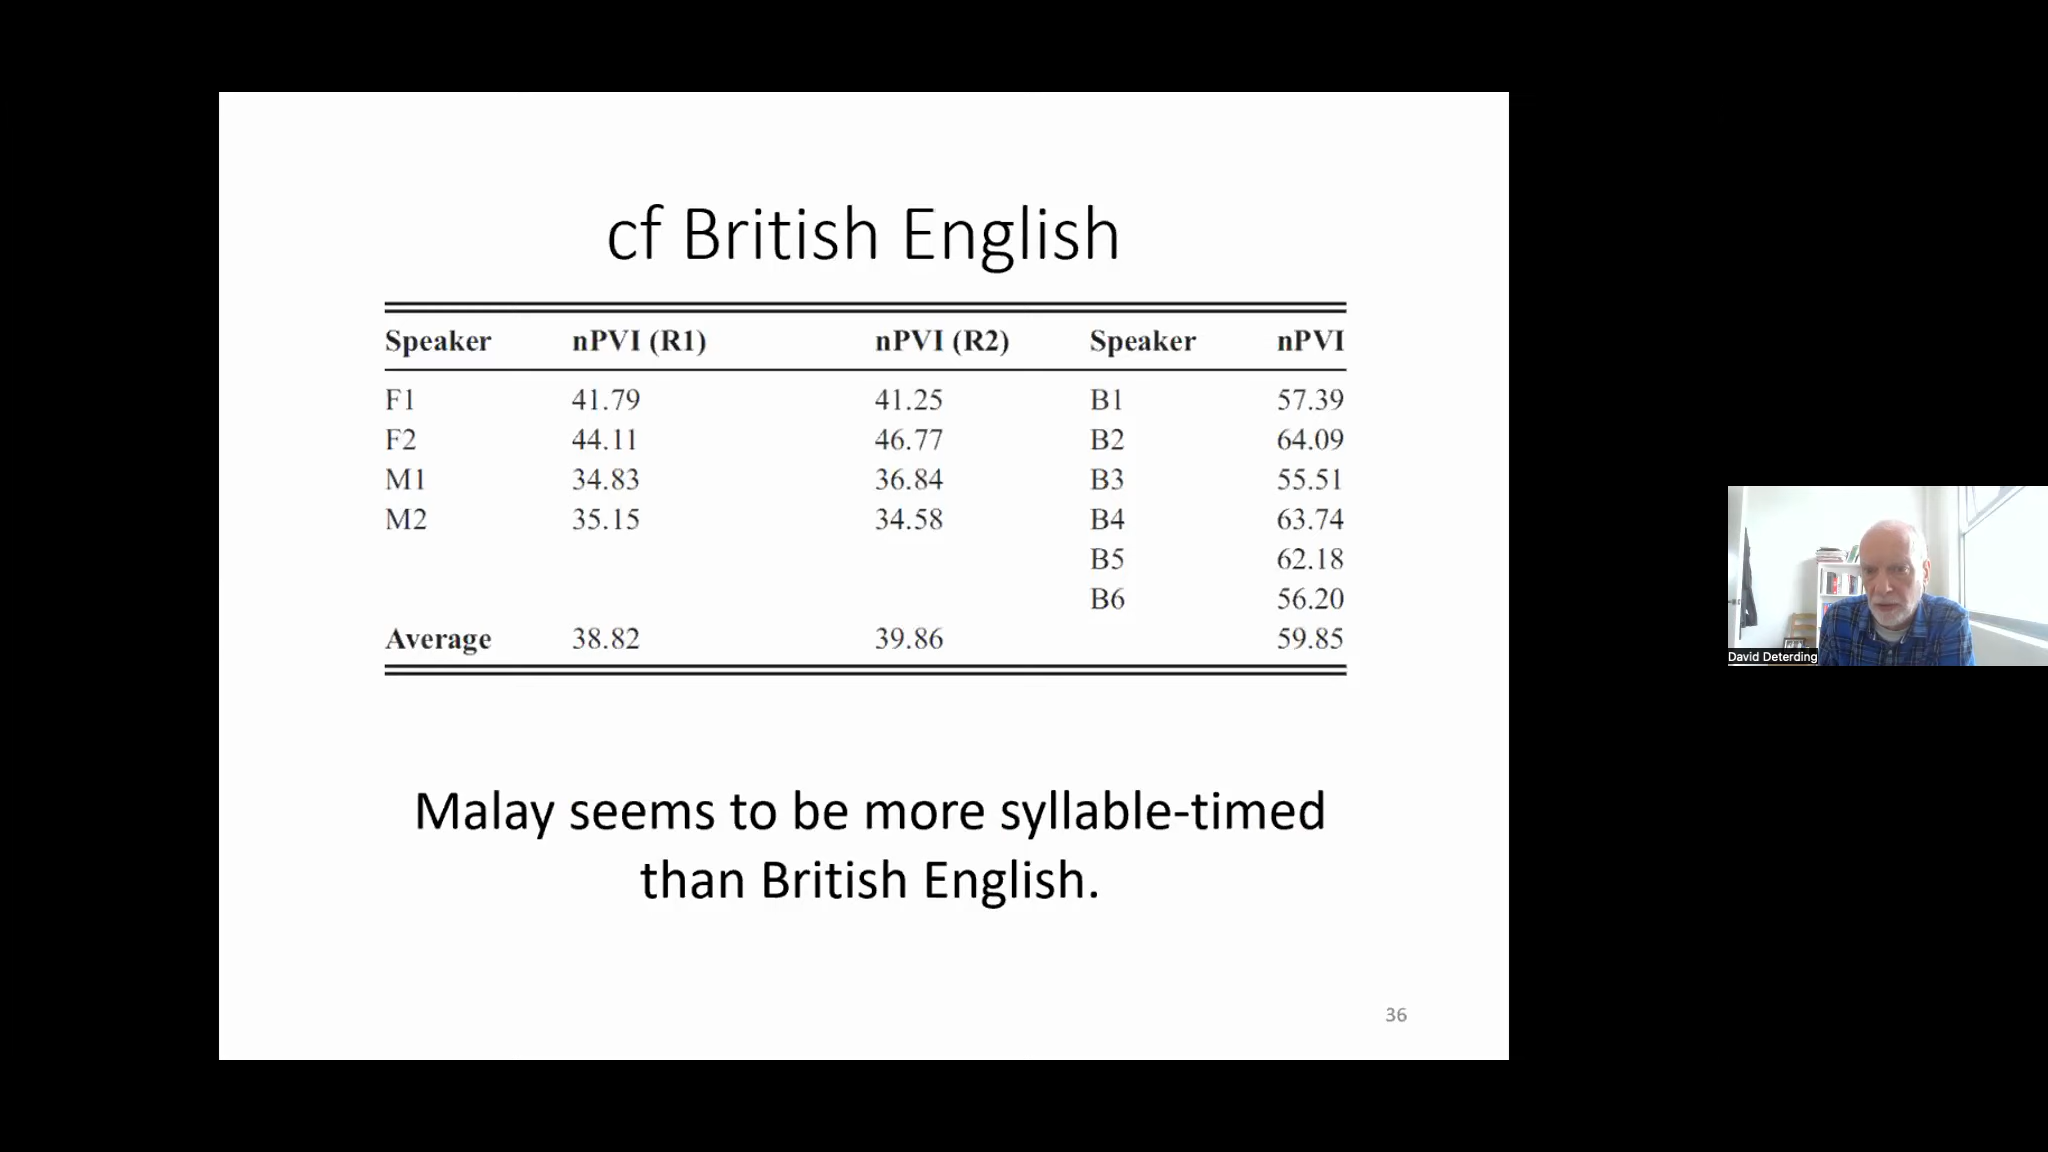 cf British English
Speaker nPVI (R1) nPVI (R2) Speaker nPVI
F1 41.79 41.25 B1 57.39
F2 44.11 46.77 B2 64.09
M1 34.83 36.84 B3 55.51
M2 35.15 34.58 B4 63.74
B5 62.18
B6 56.20
Average 38.82 39.86 59.85
Malay seems to be more syllable-timed
than British English.
36
David Deterding